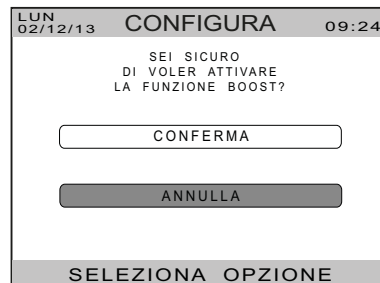 LUN
02/12/13 CONFIGURA 09:24
SEI SICURO
DI VOLER ATTIVARE
LA FUNZIONE BOOST?
CONFERMA
ANNULLA
SELEZIONA OPZIONE